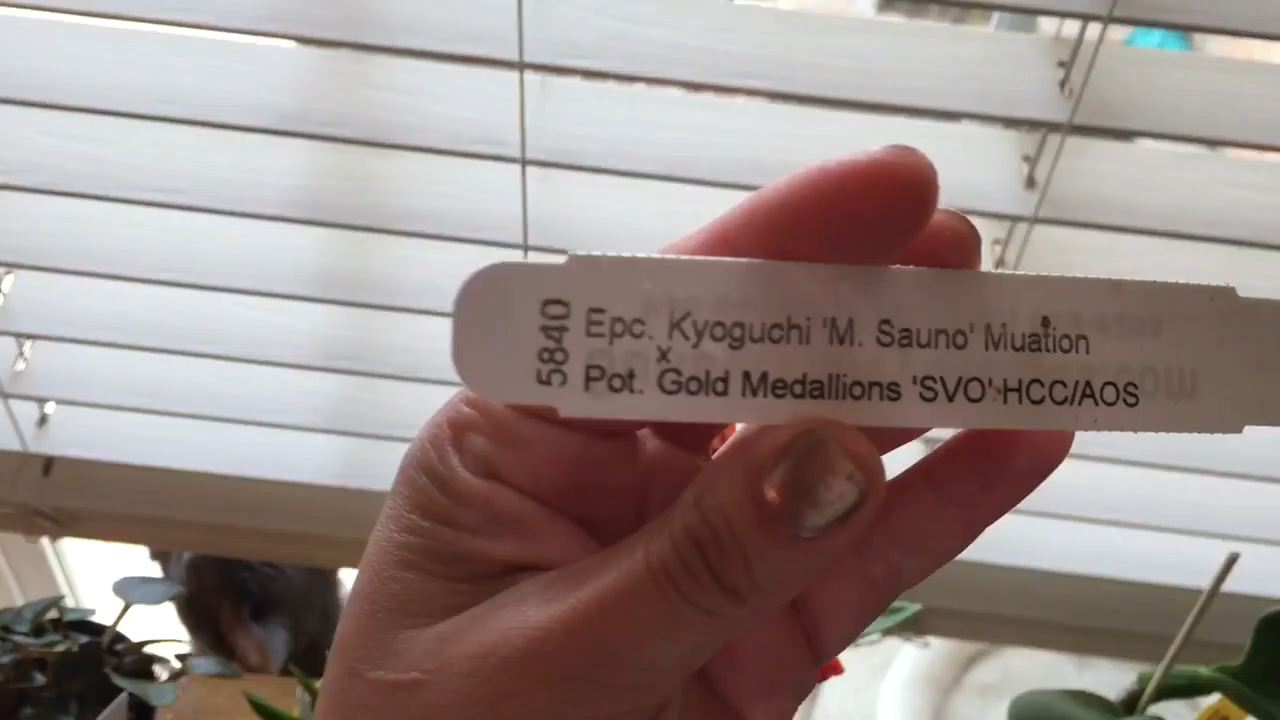 5840
Epc. Kyoguchi 'M. Sauno' Muation
x
Pot. Gold Medallions 'SVO' HCC/AOS